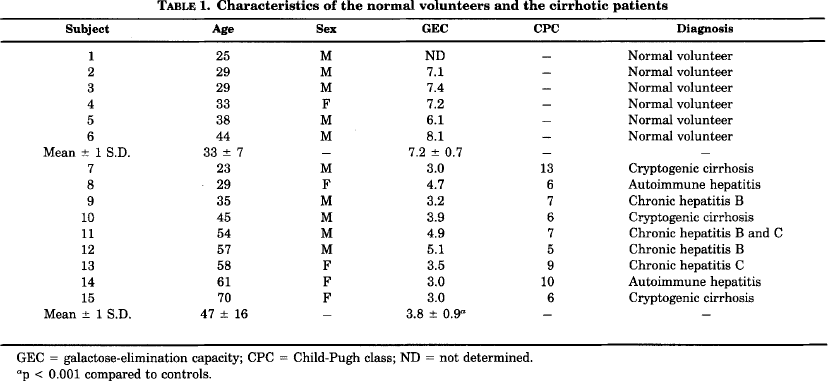 TABLE 1. Characteristics of the normal volunteers and the cirrhotic patients
Subject Age Sex GEC CPC Diagnosis
1 25 M ND – Normal volunteer
2 29 M 7.1 – Normal volunteer
3 29 M 7.4 – Normal volunteer
4 33 F 7.2 – Normal volunteer
5 38 M 6.1 – Normal volunteer
6 44 M 8.1 – Normal volunteer
Mean ± 1 S.D. 33 ± 7 – 7.2 ± 0.7 – –
7 23 M 3.0 13 Cryptogenic cirrhosis
8 29 F 4.7 6 Autoimmune hepatitis
9 35 M 3.2 7 Chronic hepatitis B
10 45 M 3.9 6 Cryptogenic cirrhosis
11 54 M 4.9 7 Chronic hepatitis B and C
12 57 M 5.1 5 Chronic hepatitis B
13 58 F 3.5 9 Chronic hepatitis C
14 61 F 3.0 10 Autoimmune hepatitis
15 70 F 3.0 6 Cryptogenic cirrhosis
Mean ± 1 S.D. 47 ± 16 – 3.8 ± 0.9ᵃ – –
GEC = galactose-elimination capacity; CPC = Child-Pugh class; ND = not determined.
ᵃp < 0.001 compared to controls.